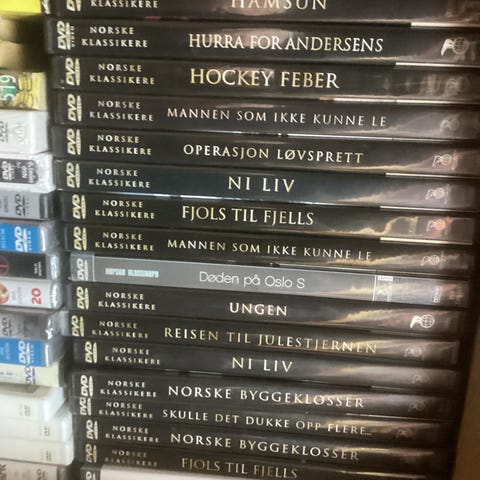 HAMSUN
DVD NORSKE KLASSIKERE HURRA FOR ANDERSENS
DVD NORSKE KLASSIKERE HOCKEY FEBER
DVD NORSKE KLASSIKERE MANNEN SOM IKKE KUNNE LE
DVD NORSKE KLASSIKERE OPERASJON LØVSPRETT
DVD NORSKE KLASSIKERE NI LIV
DVD NORSKE KLASSIKERE FJOLS TIL FJELLS
DVD NORSKE KLASSIKERE MANNEN SOM IKKE KUNNE LE
DVD NORSKE KLASSIKERE Døden på Oslo S
DVD NORSKE KLASSIKERE UNGEN
DVD NORSKE KLASSIKERE REISEN TIL JULESTJERNEN
DVD NORSKE KLASSIKERE NI LIV
DVD NORSKE KLASSIKERE NORSKE BYGGEKLOSSER
DVD NORSKE KLASSIKERE SKULLE DET DUKKE OPP FLERE...
DVD NORSKE KLASSIKERE NORSKE BYGGEKLOSSER
DVD NORSKE KLASSIKERE FJOLS TIL FJELLS
20